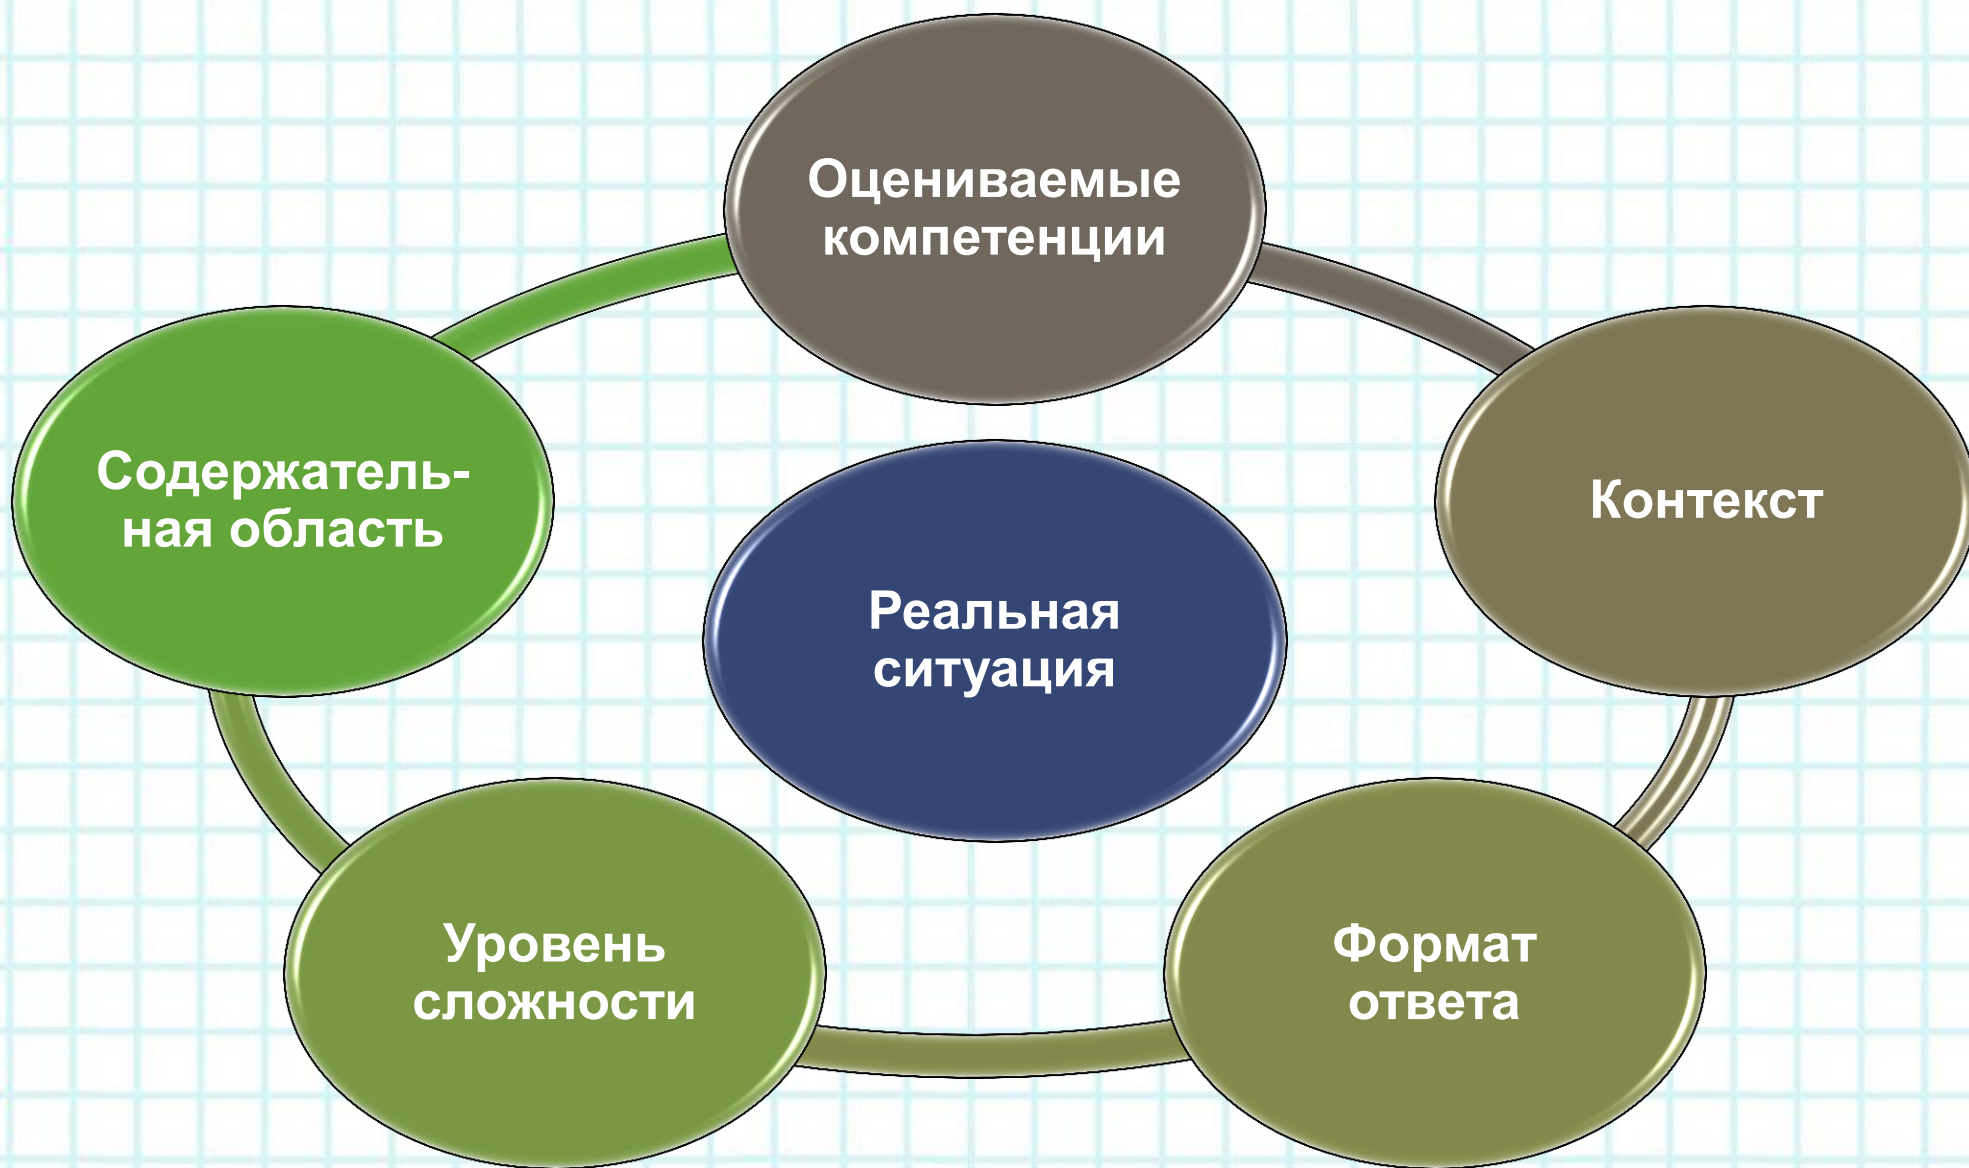 Оцениваемые
компетенции
Содержатель-
ная область
Контекст
Реальная
ситуация
Уровень
сложности
Формат
ответа